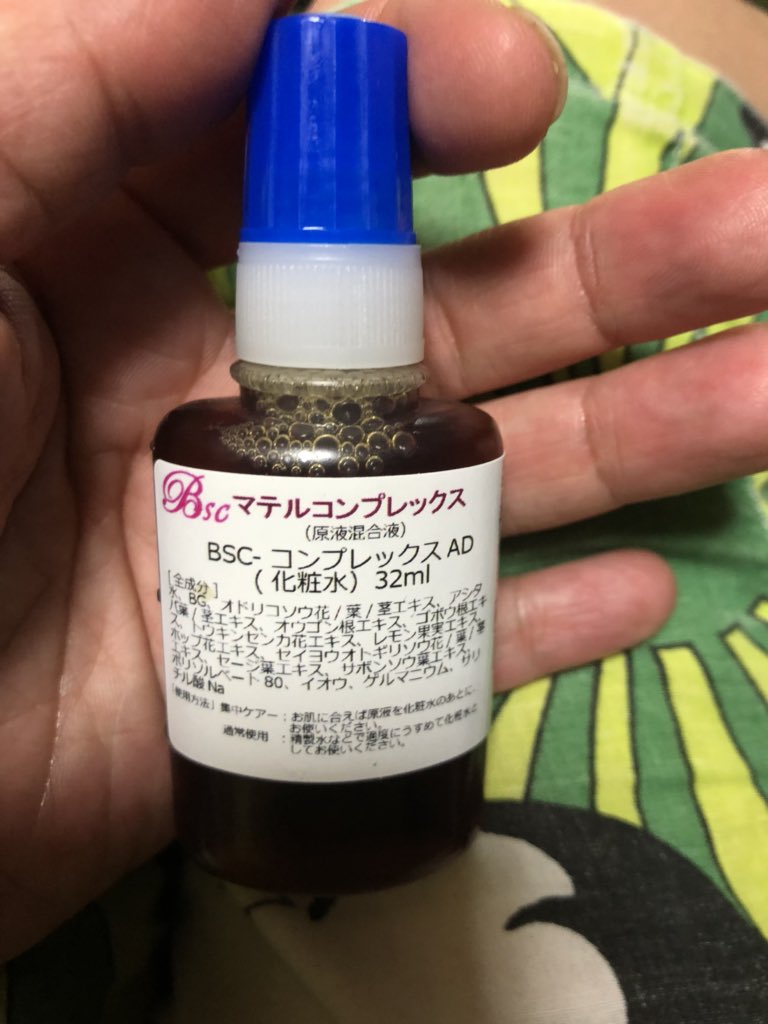 Bsc マテルコンプレックス
（原液混合液）
BSC- コンプレックス AD
（化粧水）32ml
［全成分］
水、BG、オドリコソウ花 / 葉 / 茎エキス、アシタ
バ葉 / 茎エキス、オウゴン根エキス、ゴボウ根エキ
ス、トウキンセンカ花エキス、レモン果実エキス、
ホップ花エキス、セイヨウオトギリソウ花 / 葉 / 茎
エキス、セージ葉エキス、サボンソウ葉エキス、
ポリソルベート 80、イオウ、ゲルマニウム、サリ
チル酸 Na
［使用方法］集中ケアー：お肌に合えば原液を化粧水のあとに
お使いください。
通常使用 ：精製水などで適度にうすめて化粧水と
してお使いください。